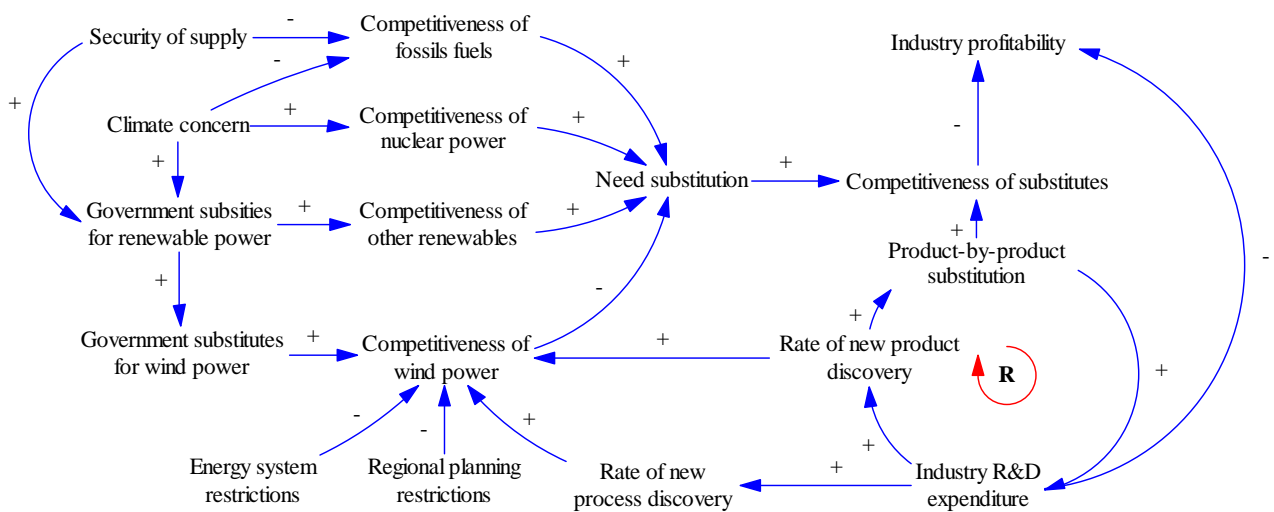 Security of supply
-
Competitiveness of
fossils fuels
Industry profitability
-
+
+
Climate concern
+
Competitiveness of
nuclear power
+
-
+
Need substitution
+
Competitiveness of substitutes
Government subsities
for renewable power
+
Competitiveness of
other renewables
+
+
Product-by-product
substitution
-
+
-
Government substitutes
for wind power
+
Competitiveness of
wind power
+
+
Rate of new product
discovery
R
+
-
-
+
+
Energy system
restrictions
Regional planning
restrictions
Rate of new
process discovery
+
Industry R&D
expenditure